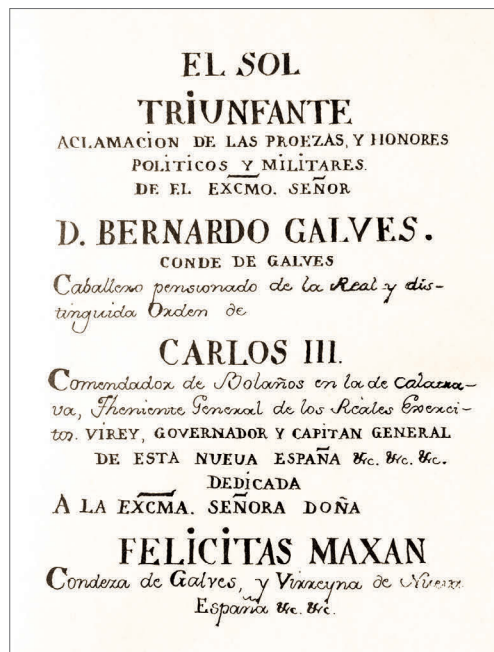 EL SOL
TRIUNFANTE
ACLAMACION DE LAS PROEZAS, Y HONORES
POLITICOS Y MILITARES.
DE EL EXCMO. SEÑOR
D. BERNARDO GALVES.
CONDE DE GALVES
Caballero pensionado de la Real y dis-
tinguida Orden de
CARLOS III.
Comendador de Bolaños en la de Calatra-
va, Theniente General de los Reales Exerci-
tos. VIREY, GOVERNADOR Y CAPITAN GENERAL
DE ESTA NUEUA ESPAÑA &c. &c. &c.
DEDICADA
A LA EXCMA. SEÑORA DOÑA
FELICITAS MAXAN
Condeza de Galves, y Virreyna de Nueva
España &c. &c.